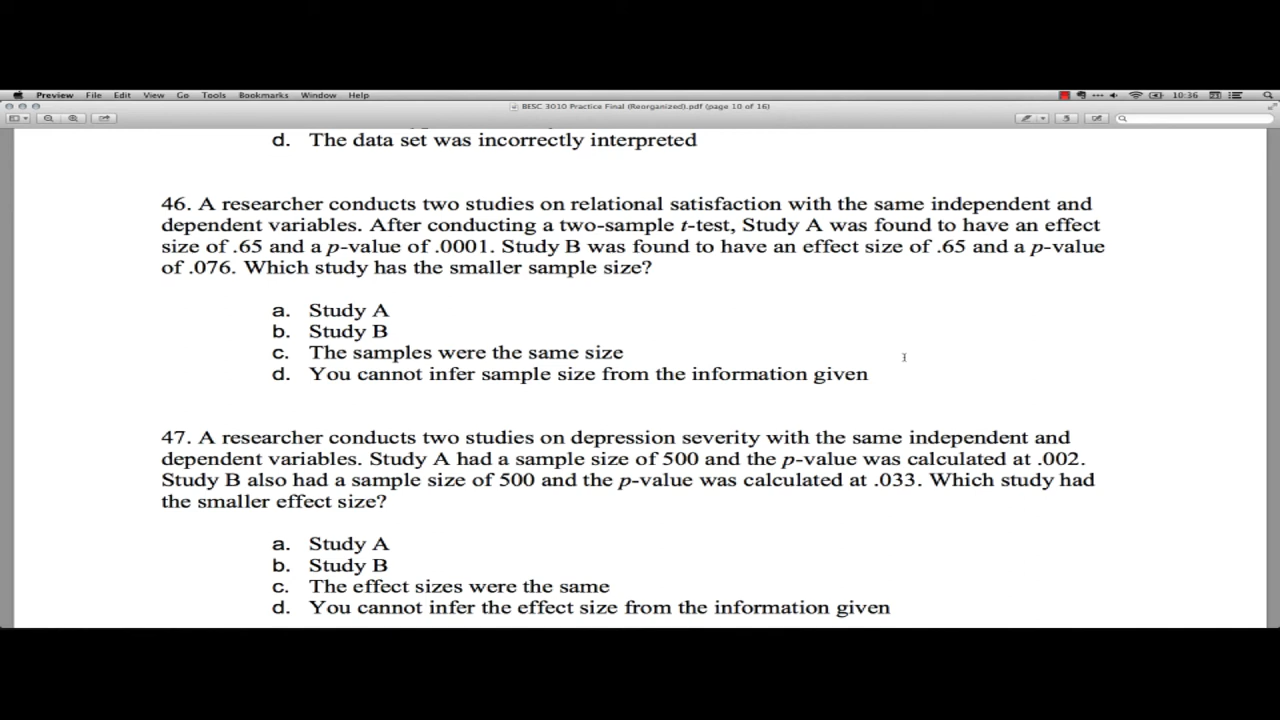 Preview File Edit View Go Tools Bookmarks Window Help 10:36
BESC 3010 Practice Final (Reorganized).pdf (page 10 of 16)
d. The data set was incorrectly interpreted
46. A researcher conducts two studies on relational satisfaction with the same independent and
dependent variables. After conducting a two-sample t-test, Study A was found to have an effect
size of .65 and a p-value of .0001. Study B was found to have an effect size of .65 and a p-value
of .076. Which study has the smaller sample size?
a. Study A
b. Study B
c. The samples were the same size
d. You cannot infer sample size from the information given
47. A researcher conducts two studies on depression severity with the same independent and
dependent variables. Study A had a sample size of 500 and the p-value was calculated at .002.
Study B also had a sample size of 500 and the p-value was calculated at .033. Which study had
the smaller effect size?
a. Study A
b. Study B
c. The effect sizes were the same
d. You cannot infer the effect size from the information given